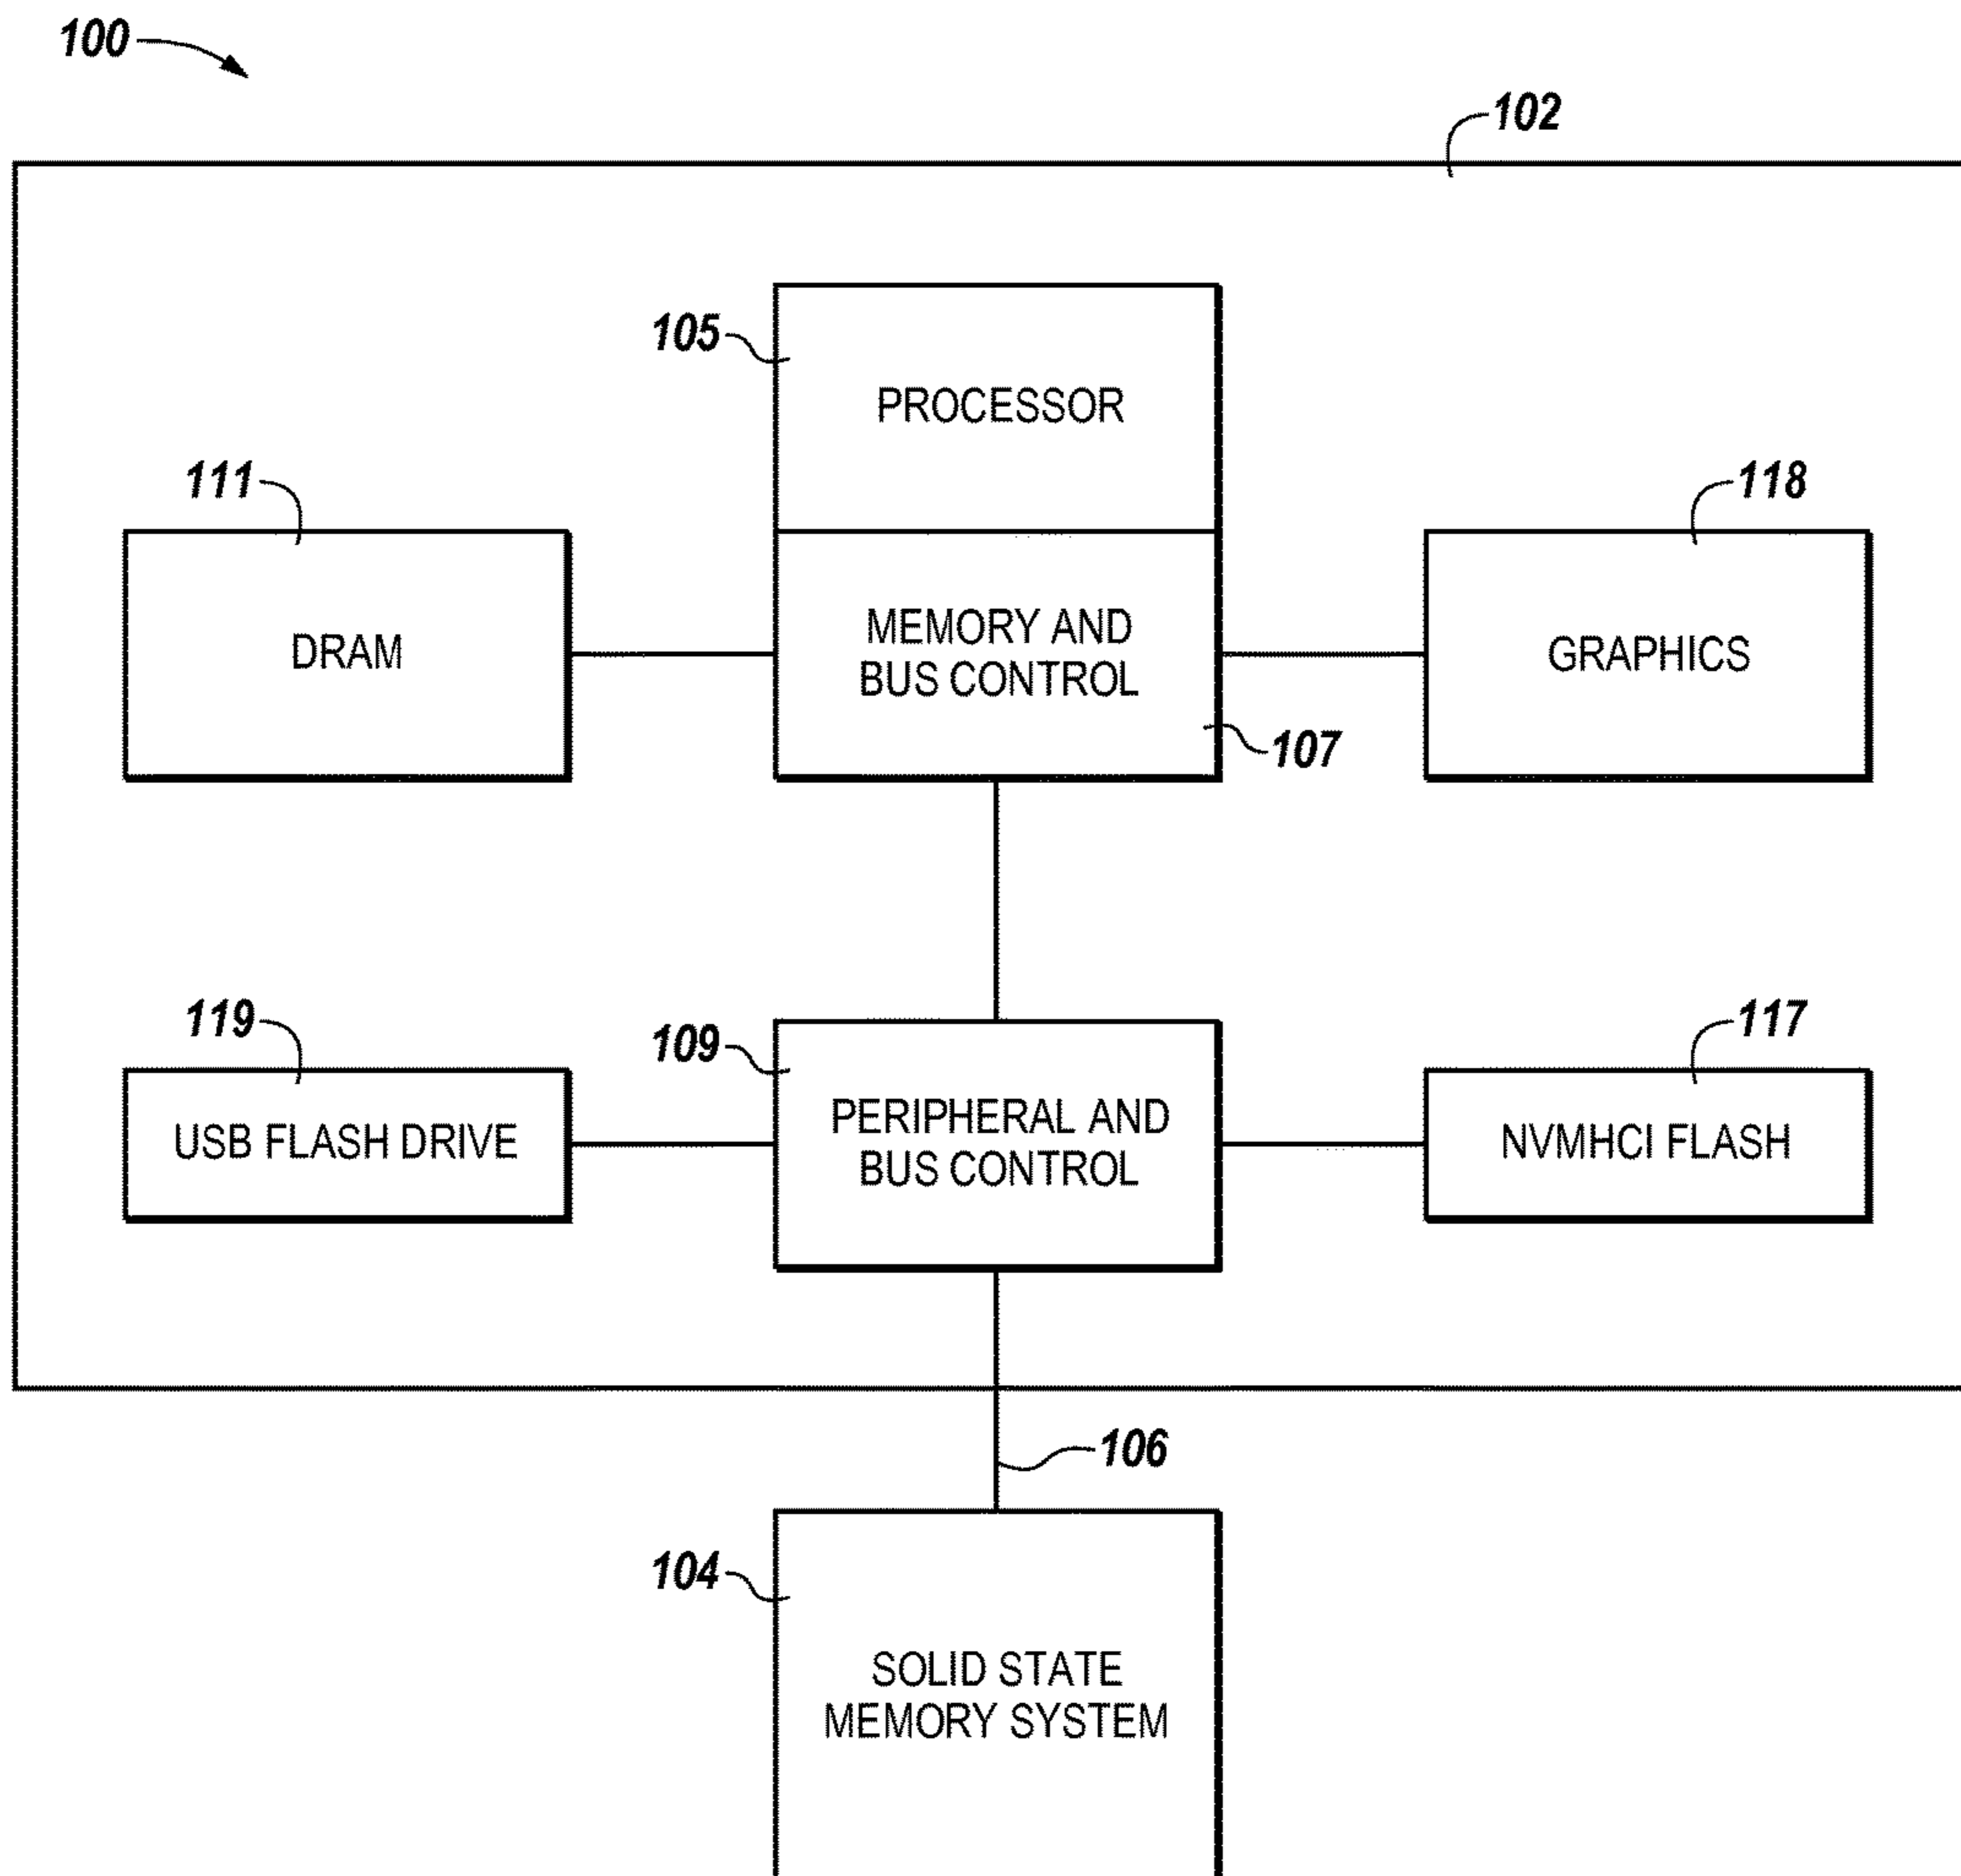 100
102
105
PROCESSOR
111
118
DRAM
MEMORY AND
BUS CONTROL
GRAPHICS
107
119
109
117
USB FLASH DRIVE
PERIPHERAL AND
BUS CONTROL
NVMHCI FLASH
106
104
SOLID STATE
MEMORY SYSTEM